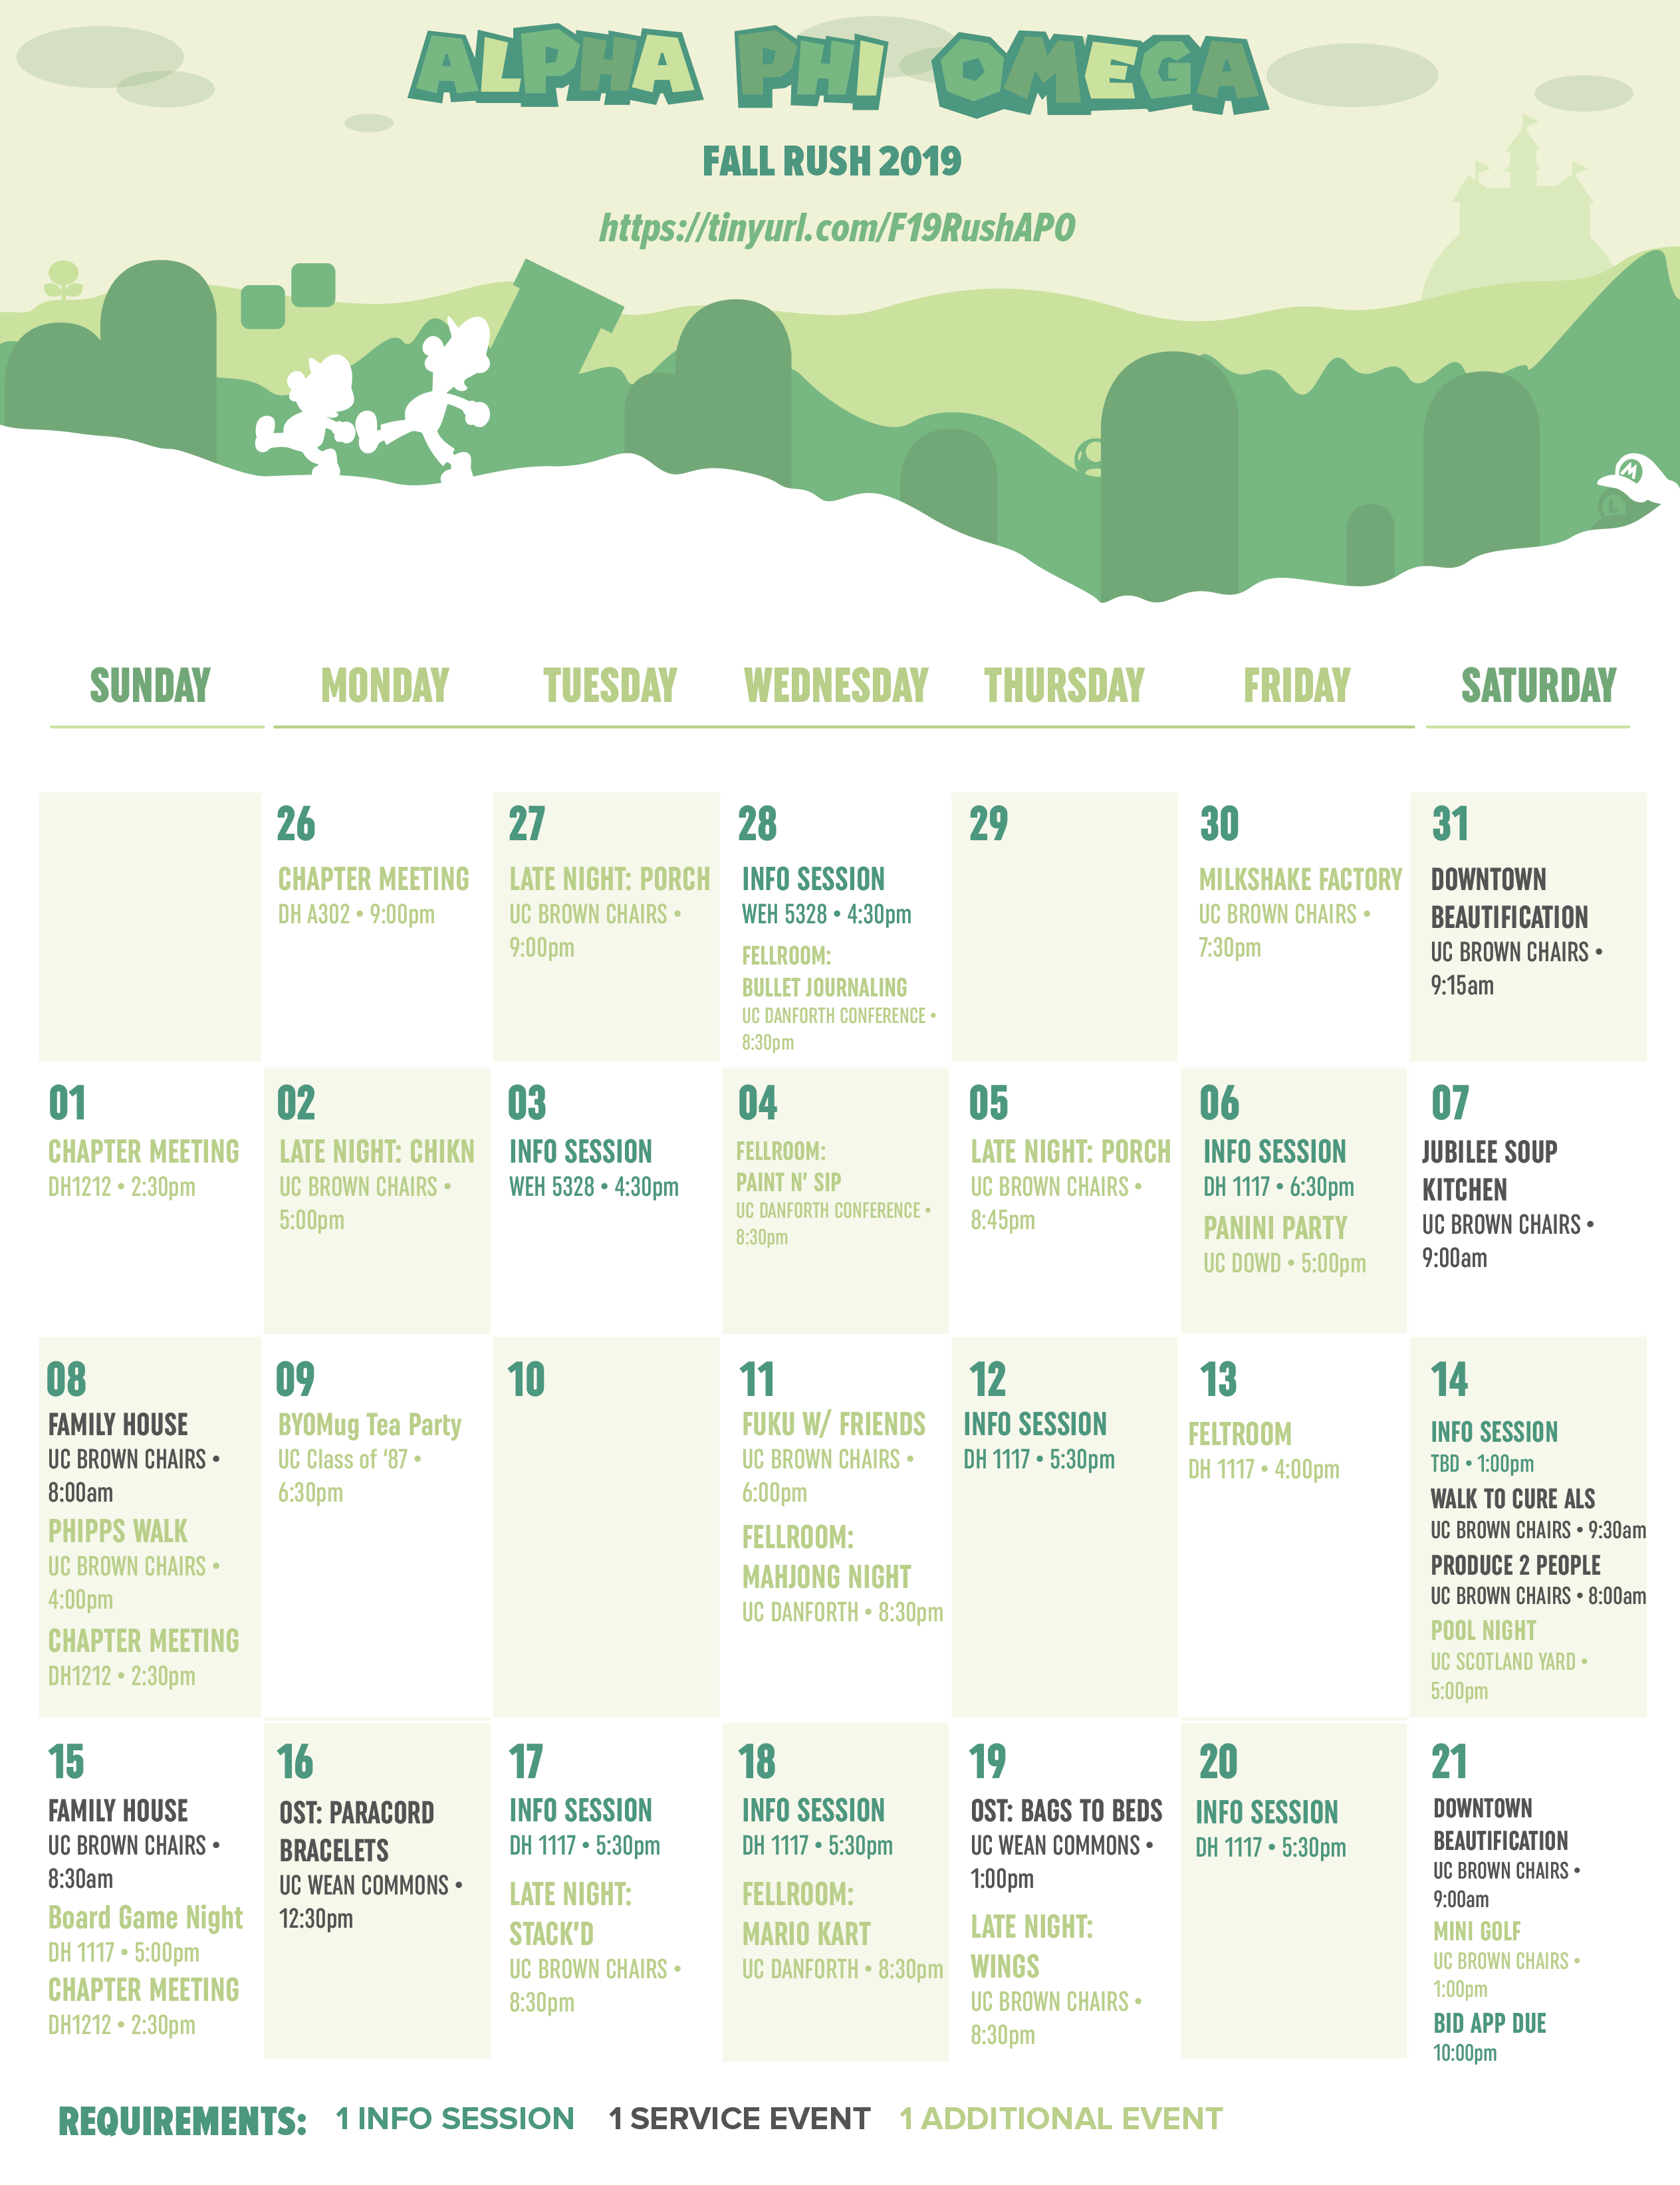 ALPHA PHI OMEGA
FALL RUSH 2019
https://tinyurl.com/F19RushAPO
M
L
SUNDAY MONDAY TUESDAY WEDNESDAY THURSDAY FRIDAY SATURDAY
26
CHAPTER MEETING
DH A302 • 9:00pm
27
LATE NIGHT: PORCH
UC BROWN CHAIRS •
9:00pm
28
INFO SESSION
WEH 5328 • 4:30pm
FELLROOM:
BULLET JOURNALING
UC DANFORTH CONFERENCE •
8:30pm
29
30
MILKSHAKE FACTORY
UC BROWN CHAIRS •
7:30pm
31
DOWNTOWN
BEAUTIFICATION
UC BROWN CHAIRS •
9:15am
01
CHAPTER MEETING
DH1212 • 2:30pm
02
LATE NIGHT: CHIKN
UC BROWN CHAIRS •
5:00pm
03
INFO SESSION
WEH 5328 • 4:30pm
04
FELLROOM:
PAINT N' SIP
UC DANFORTH CONFERENCE •
8:30pm
05
LATE NIGHT: PORCH
UC BROWN CHAIRS •
8:45pm
06
INFO SESSION
DH 1117 • 6:30pm
PANINI PARTY
UC DOWD • 5:00pm
07
JUBILEE SOUP
KITCHEN
UC BROWN CHAIRS •
9:00am
08
FAMILY HOUSE
UC BROWN CHAIRS •
8:00am
PHIPPS WALK
UC BROWN CHAIRS •
4:00pm
CHAPTER MEETING
DH1212 • 2:30pm
09
BYOMug Tea Party
UC Class of ‘87 •
6:30pm
10
11
FUKU W/ FRIENDS
UC BROWN CHAIRS •
6:00pm
FELLROOM:
MAHJONG NIGHT
UC DANFORTH • 8:30pm
12
INFO SESSION
DH 1117 • 5:30pm
13
FELTROOM
DH 1117 • 4:00pm
14
INFO SESSION
TBD • 1:00pm
WALK TO CURE ALS
UC BROWN CHAIRS • 9:30am
PRODUCE 2 PEOPLE
UC BROWN CHAIRS • 8:00am
POOL NIGHT
UC SCOTLAND YARD •
5:00pm
15
FAMILY HOUSE
UC BROWN CHAIRS •
8:30am
Board Game Night
DH 1117 • 5:00pm
CHAPTER MEETING
DH1212 • 2:30pm
16
OST: PARACORD
BRACELETS
UC WEAN COMMONS •
12:30pm
17
INFO SESSION
DH 1117 • 5:30pm
LATE NIGHT:
STACK’D
UC BROWN CHAIRS •
8:30pm
18
INFO SESSION
DH 1117 • 5:30pm
FELLROOM:
MARIO KART
UC DANFORTH • 8:30pm
19
OST: BAGS TO BEDS
UC WEAN COMMONS •
1:00pm
LATE NIGHT:
WINGS
UC BROWN CHAIRS •
8:30pm
20
INFO SESSION
DH 1117 • 5:30pm
21
DOWNTOWN
BEAUTIFICATION
UC BROWN CHAIRS •
9:00am
MINI GOLF
UC BROWN CHAIRS •
1:00pm
BID APP DUE
10:00pm
REQUIREMENTS: 1 INFO SESSION 1 SERVICE EVENT 1 ADDITIONAL EVENT